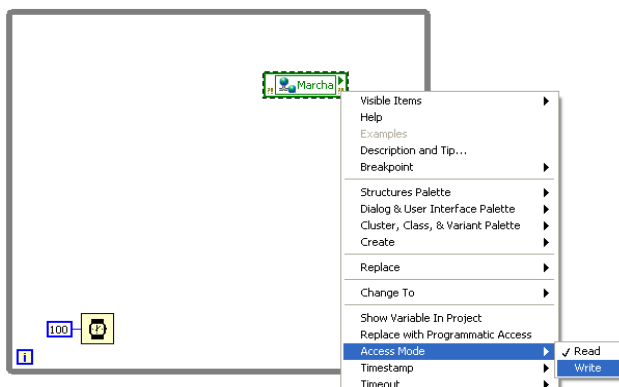 Marcha
Visible Items
Help
Examples
Description and Tip...
Breakpoint
Structures Palette
Dialog & User Interface Palette
Cluster, Class, & Variant Palette
Create
Replace
Change To
Show Variable In Project
Replace with Programmatic Access
Access Mode
✓ Read
Write
Timestamp
Timeout
100
i